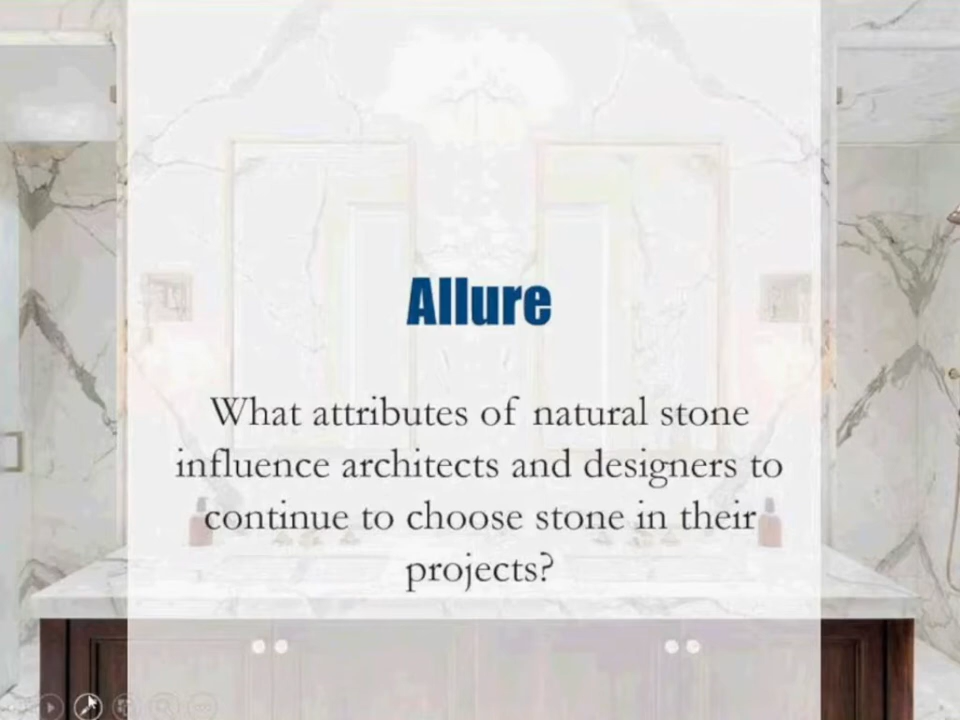 Allure
What attributes of natural stone
influence architects and designers to
continue to choose stone in their
projects?